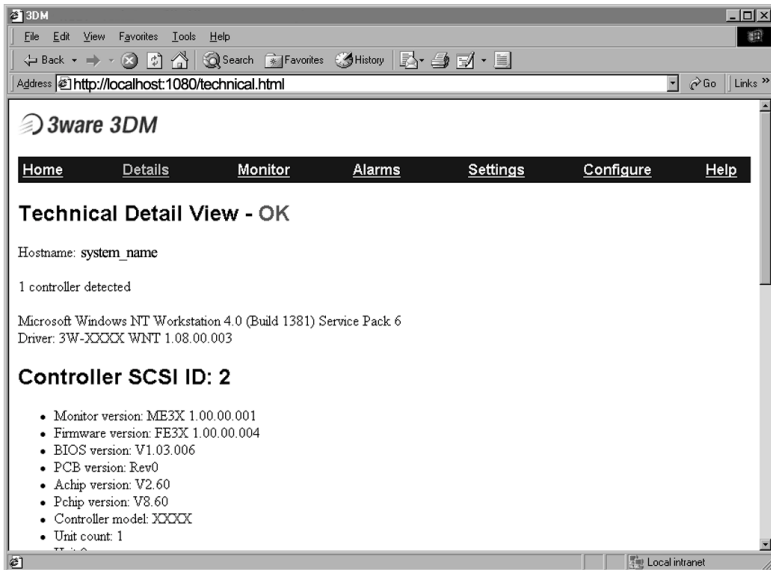 3DM
File Edit View Favorites Tools Help
Back Search Favorites History
Address http://localhost:1080/technical.html Go Links »
3ware 3DM
Home Details Monitor Alarms Settings Configure Help
Technical Detail View - OK
Hostname: system_name
1 controller detected
Microsoft Windows NT Workstation 4.0 (Build 1381) Service Pack 6
Driver: 3W-XXXX WNT 1.08.00.003
Controller SCSI ID: 2
• Monitor version: ME3X 1.00.00.001
• Firmware version: FE3X 1.00.00.004
• BIOS version: V1.03.006
• PCB version: Rev0
• Achip version: V2.60
• Pchip version: V8.60
• Controller model: XXXX
• Unit count: 1
Local intranet